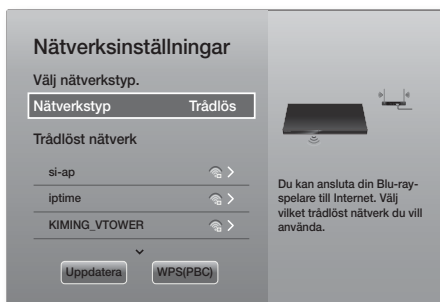 Nätverksinställningar
Välj nätverkstyp.
Nätverkstyp Trådlös
Trådlöst nätverk
si-ap
iptime
KIMING_VTOWER
Uppdatera WPS(PBC)
Du kan ansluta din Blu-ray-
spelare till Internet. Välj
vilket trådlöst nätverk du vill
använda.